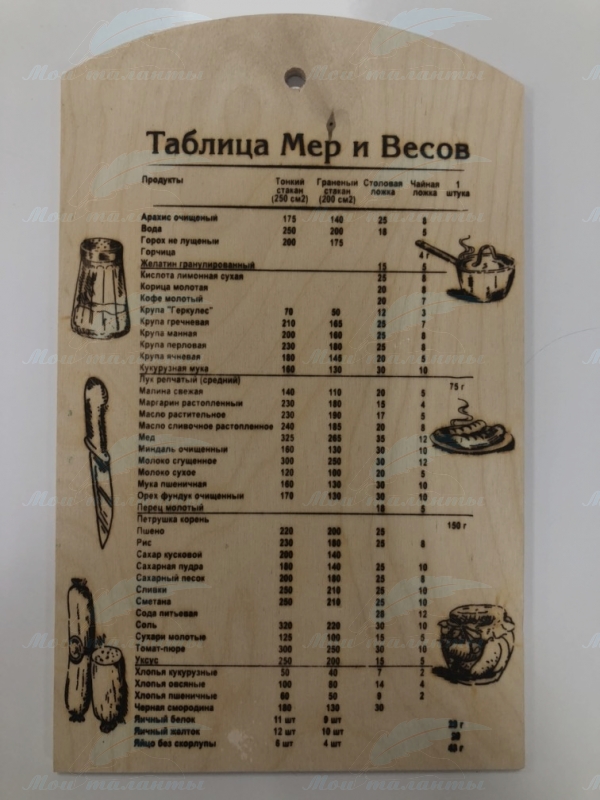 Таблица Мер и Весов
Продукты Тонкий стакан (250 см2) Граненый стакан (200 см2) Столовая ложка Чайная ложка 1 штука
Арахис очищеный 175 140 25 8
Вода 250 200 18 5
Горох не лущеный 200 175
Горчица 4 г
Желатин гранулированный 15 5
Кислота лимонная сухая 25 8
Корица молотая 20 8
Кофе молотый 20 7
Крупа "Геркулес" 70 50 12 3
Крупа гречневая 210 165 25 7
Крупа манная 200 160 25 8
Крупа перловая 230 180 25 8
Крупа ячневая 180 145 20 5
Кукурузная мука 160 130 30 10
Лук репчатый (средний) 75 г
Малина свежая 140 110 20 5
Маргарин растопленный 230 180 15 4
Масло растительное 230 190 17 5
Масло сливочное растопленное 240 185 20 8
Мед 325 265 35 12
Миндаль очищенный 160 130 30 10
Молоко сгущенное 300 250 30 12
Молоко сухое 120 100 20 5
Мука пшеничная 160 130 30 10
Орех фундук очищенный 170 130 30 10
Перец молотый 18 5
Петрушка корень 150 г
Пшено 220 200 25
Рис 230 180 25 8
Сахар кусковой 200 140
Сахарная пудра 180 140 25 10
Сахарный песок 200 180 25 8
Сливки 250 210 25 10
Сметана 250 210 25 10
Сода питьевая 28 12
Соль 320 220 30 10
Сухари молотые 125 100 15 5
Томат-пюре 300 250 30 10
Уксус 250 200 15 5
Хлопья кукурузные 50 40 7 2
Хлопья овсяные 100 80 14 4
Хлопья пшеничные 60 50 9 2
Черная смородина 180 130 30
Яичный белок 11 шт 9 шт
Яичный желток 12 шт 10 шт 20
Яйцо без скорлупы 6 шт 4 шт
Мои таланты